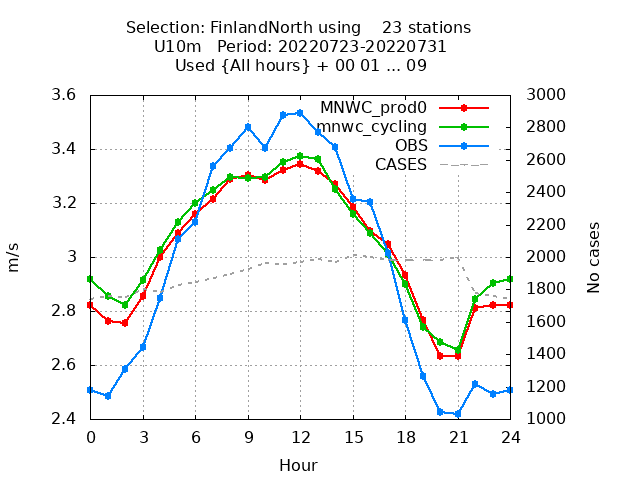 Selection: FinlandNorth using    23 stations
U10m   Period: 20220723-20220731
Used {All hours} + 00 01 ... 09
3.6
3.4
3.2
3
2.8
2.6
2.4
m/s
MNWC_prod0
mnwc_cycling
OBS
CASES
3000
2800
2600
2400
2200
2000
1800
1600
1400
1200
1000
No cases
0 3 6 9 12 15 18 21 24
Hour